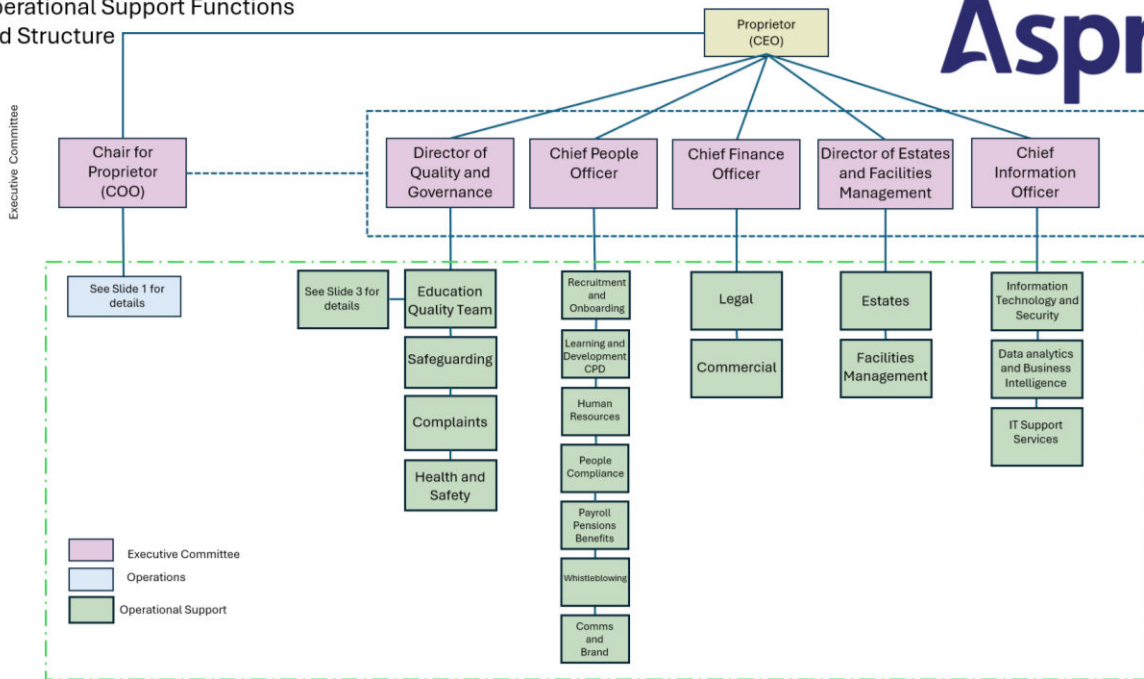 perational Support Functions
d Structure
Aspr
Proprietor
(CEO)
Executive Committee
Chair for
Proprietor
(COO)
Director of
Quality and
Governance
Chief People
Officer
Chief Finance
Officer
Director of Estates
and Facilities
Management
Chief
Information
Officer
See Slide 1 for
details
See Slide 3 for
details
Education
Quality Team
Safeguarding
Complaints
Health and
Safety
Recruitment
and
Onboarding
Learning and
Development
CPD
Human
Resources
People
Compliance
Payroll
Pensions
Benefits
Whistleblowing
Comms
and
Brand
Legal
Commercial
Estates
Facilities
Management
Information
Technology and
Security
Data analytics
and Business
Intelligence
IT Support
Services
Executive Committee
Operations
Operational Support